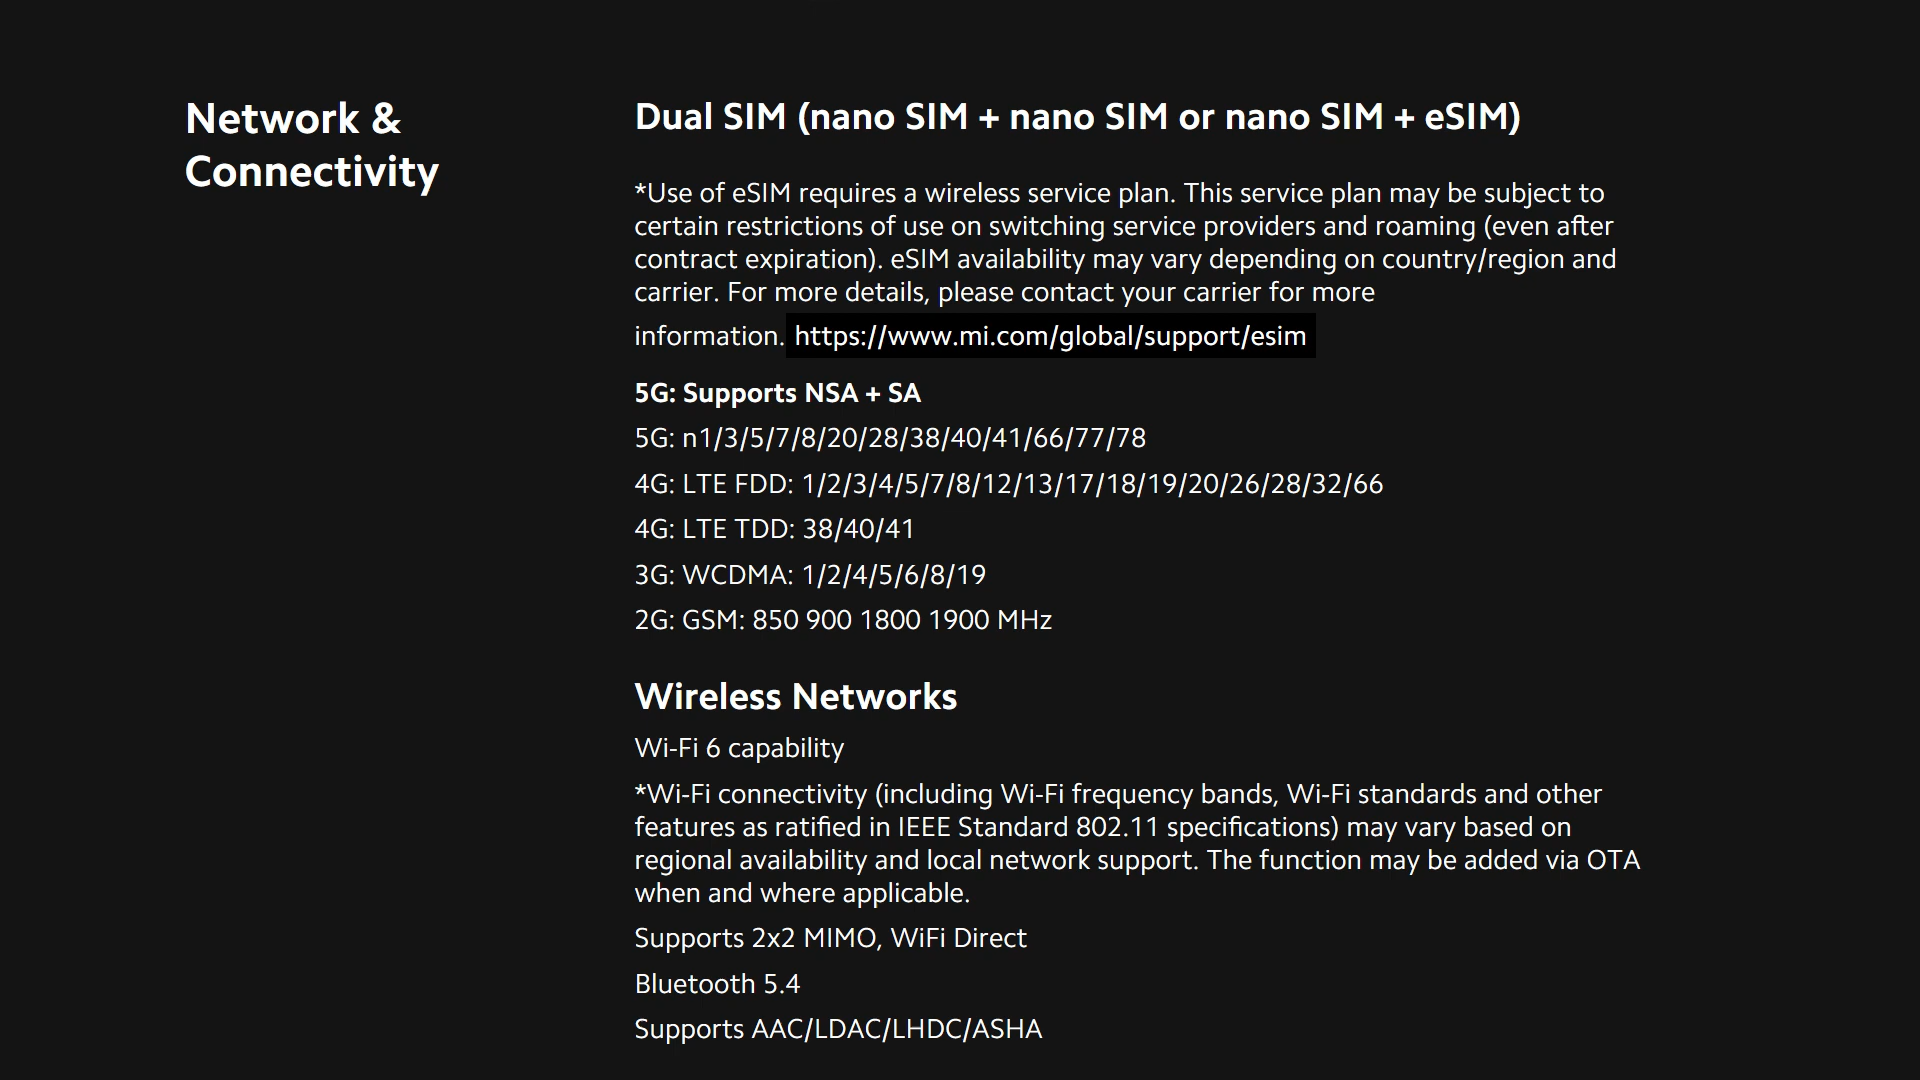 Network &
Connectivity
Dual SIM (nano SIM + nano SIM or nano SIM + eSIM)
*Use of eSIM requires a wireless service plan. This service plan may be subject to
certain restrictions of use on switching service providers and roaming (even after
contract expiration). eSIM availability may vary depending on country/region and
carrier. For more details, please contact your carrier for more
information. https://www.mi.com/global/support/esim
5G: Supports NSA + SA
5G: n1/3/5/7/8/20/28/38/40/41/66/77/78
4G: LTE FDD: 1/2/3/4/5/7/8/12/13/17/18/19/20/26/28/32/66
4G: LTE TDD: 38/40/41
3G: WCDMA: 1/2/4/5/6/8/19
2G: GSM: 850 900 1800 1900 MHz
Wireless Networks
Wi-Fi 6 capability
*Wi-Fi connectivity (including Wi-Fi frequency bands, Wi-Fi standards and other
features as ratified in IEEE Standard 802.11 specifications) may vary based on
regional availability and local network support. The function may be added via OTA
when and where applicable.
Supports 2x2 MIMO, WiFi Direct
Bluetooth 5.4
Supports AAC/LDAC/LHDC/ASHA